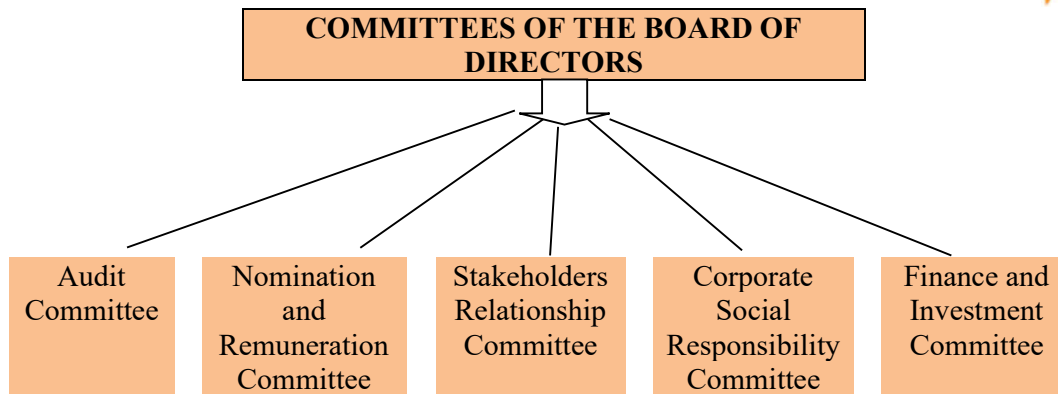 COMMITTEES OF THE BOARD OF
DIRECTORS
Audit
Committee
Nomination
and
Remuneration
Committee
Stakeholders
Relationship
Committee
Corporate
Social
Responsibility
Committee
Finance and
Investment
Committee